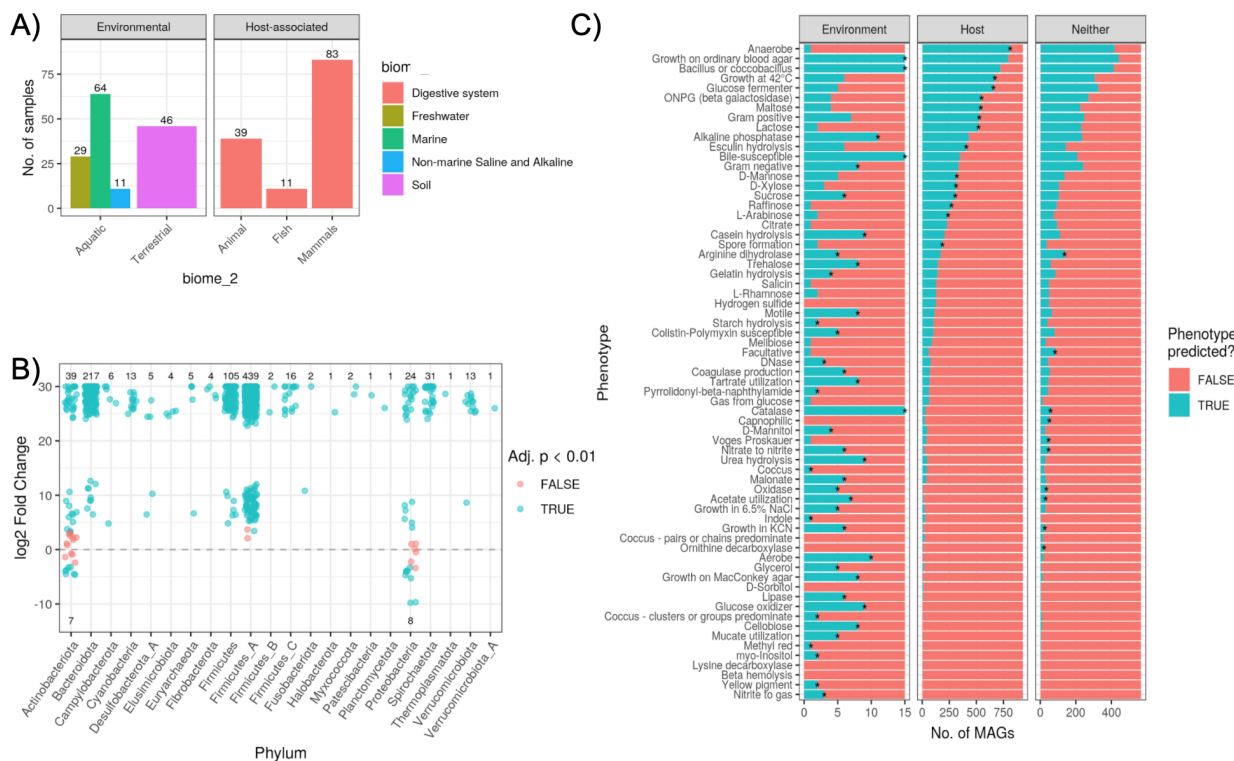 A)
Environmental Host-associated
No. of samples
75
50
25
0
29
64
11
46
39
11
83
Aquatic
Terrestrial
Animal
Fish
Mammals
biome_2
biom
Digestive system
Freshwater
Marine
Non-marine Saline and Alkaline
Soil
B)
39 217 6 13 5 4 5 4 105 439 2 16 2 1 2 1 1 24 31 1 13 1
log2 Fold Change
30
20
10
0
-10
7 8
Actinobacteriota
Bacteroidota
Campylobacterota
Cyanobacteria
Desulfobacterota_A
Elusimicrobiota
Euryarchaeota
Fibrobacterota
Firmicutes
Firmicutes_A
Firmicutes_B
Firmicutes_C
Fusobacteriota
Halobacterota
Myxococcota
Patescibacteria
Planctomycetota
Proteobacteria
Spirochaetota
Thermoplasmatota
Verrucomicrobiota
Verrucomicrobiota_A
Phylum
Adj. p < 0.01
FALSE
TRUE
C)
Environment Host Neither
Phenotype
Anaerobe
Growth on ordinary blood agar
Bacillus or coccobacillus
Growth at 42°C
Glucose fermenter
ONPG (beta galactosidase)
Maltose
Gram positive
Lactose
Alkaline phosphatase
Esculin hydrolysis
Bile-susceptible
Gram negative
D-Mannose
D-Xylose
Sucrose
Raffinose
L-Arabinose
Citrate
Casein hydrolysis
Spore formation
Arginine dihydrolase
Trehalose
Gelatin hydrolysis
Salicin
L-Rhamnose
Hydrogen sulfide
Motile
Starch hydrolysis
Colistin-Polymyxin susceptible
Melibiose
Facultative
DNase
Coagulase production
Tartrate utilization
Pyrrolidonyl-beta-naphthylamide
Gas from glucose
Catalase
Capnophilic
D-Mannitol
Voges Proskauer
Nitrate to nitrite
Urea hydrolysis
Coccus
Malonate
Oxidase
Acetate utilization
Growth in 6.5% NaCl
Indole
Growth in KCN
Coccus - pairs or chains predominate
Ornithine decarboxylase
Aerobe
Glycerol
Growth on MacConkey agar
D-Sorbitol
Lipase
Glucose oxidizer
Coccus - clusters or groups predominate
Cellobiose
Mucate utilization
Methyl red
myo-Inositol
Lysine decarboxylase
Beta hemolysis
Yellow pigment
Nitrite to gas
0 5 10 15 0 250 500 750 0 200 400
No. of MAGs
Phenotype
predicted?
FALSE
TRUE